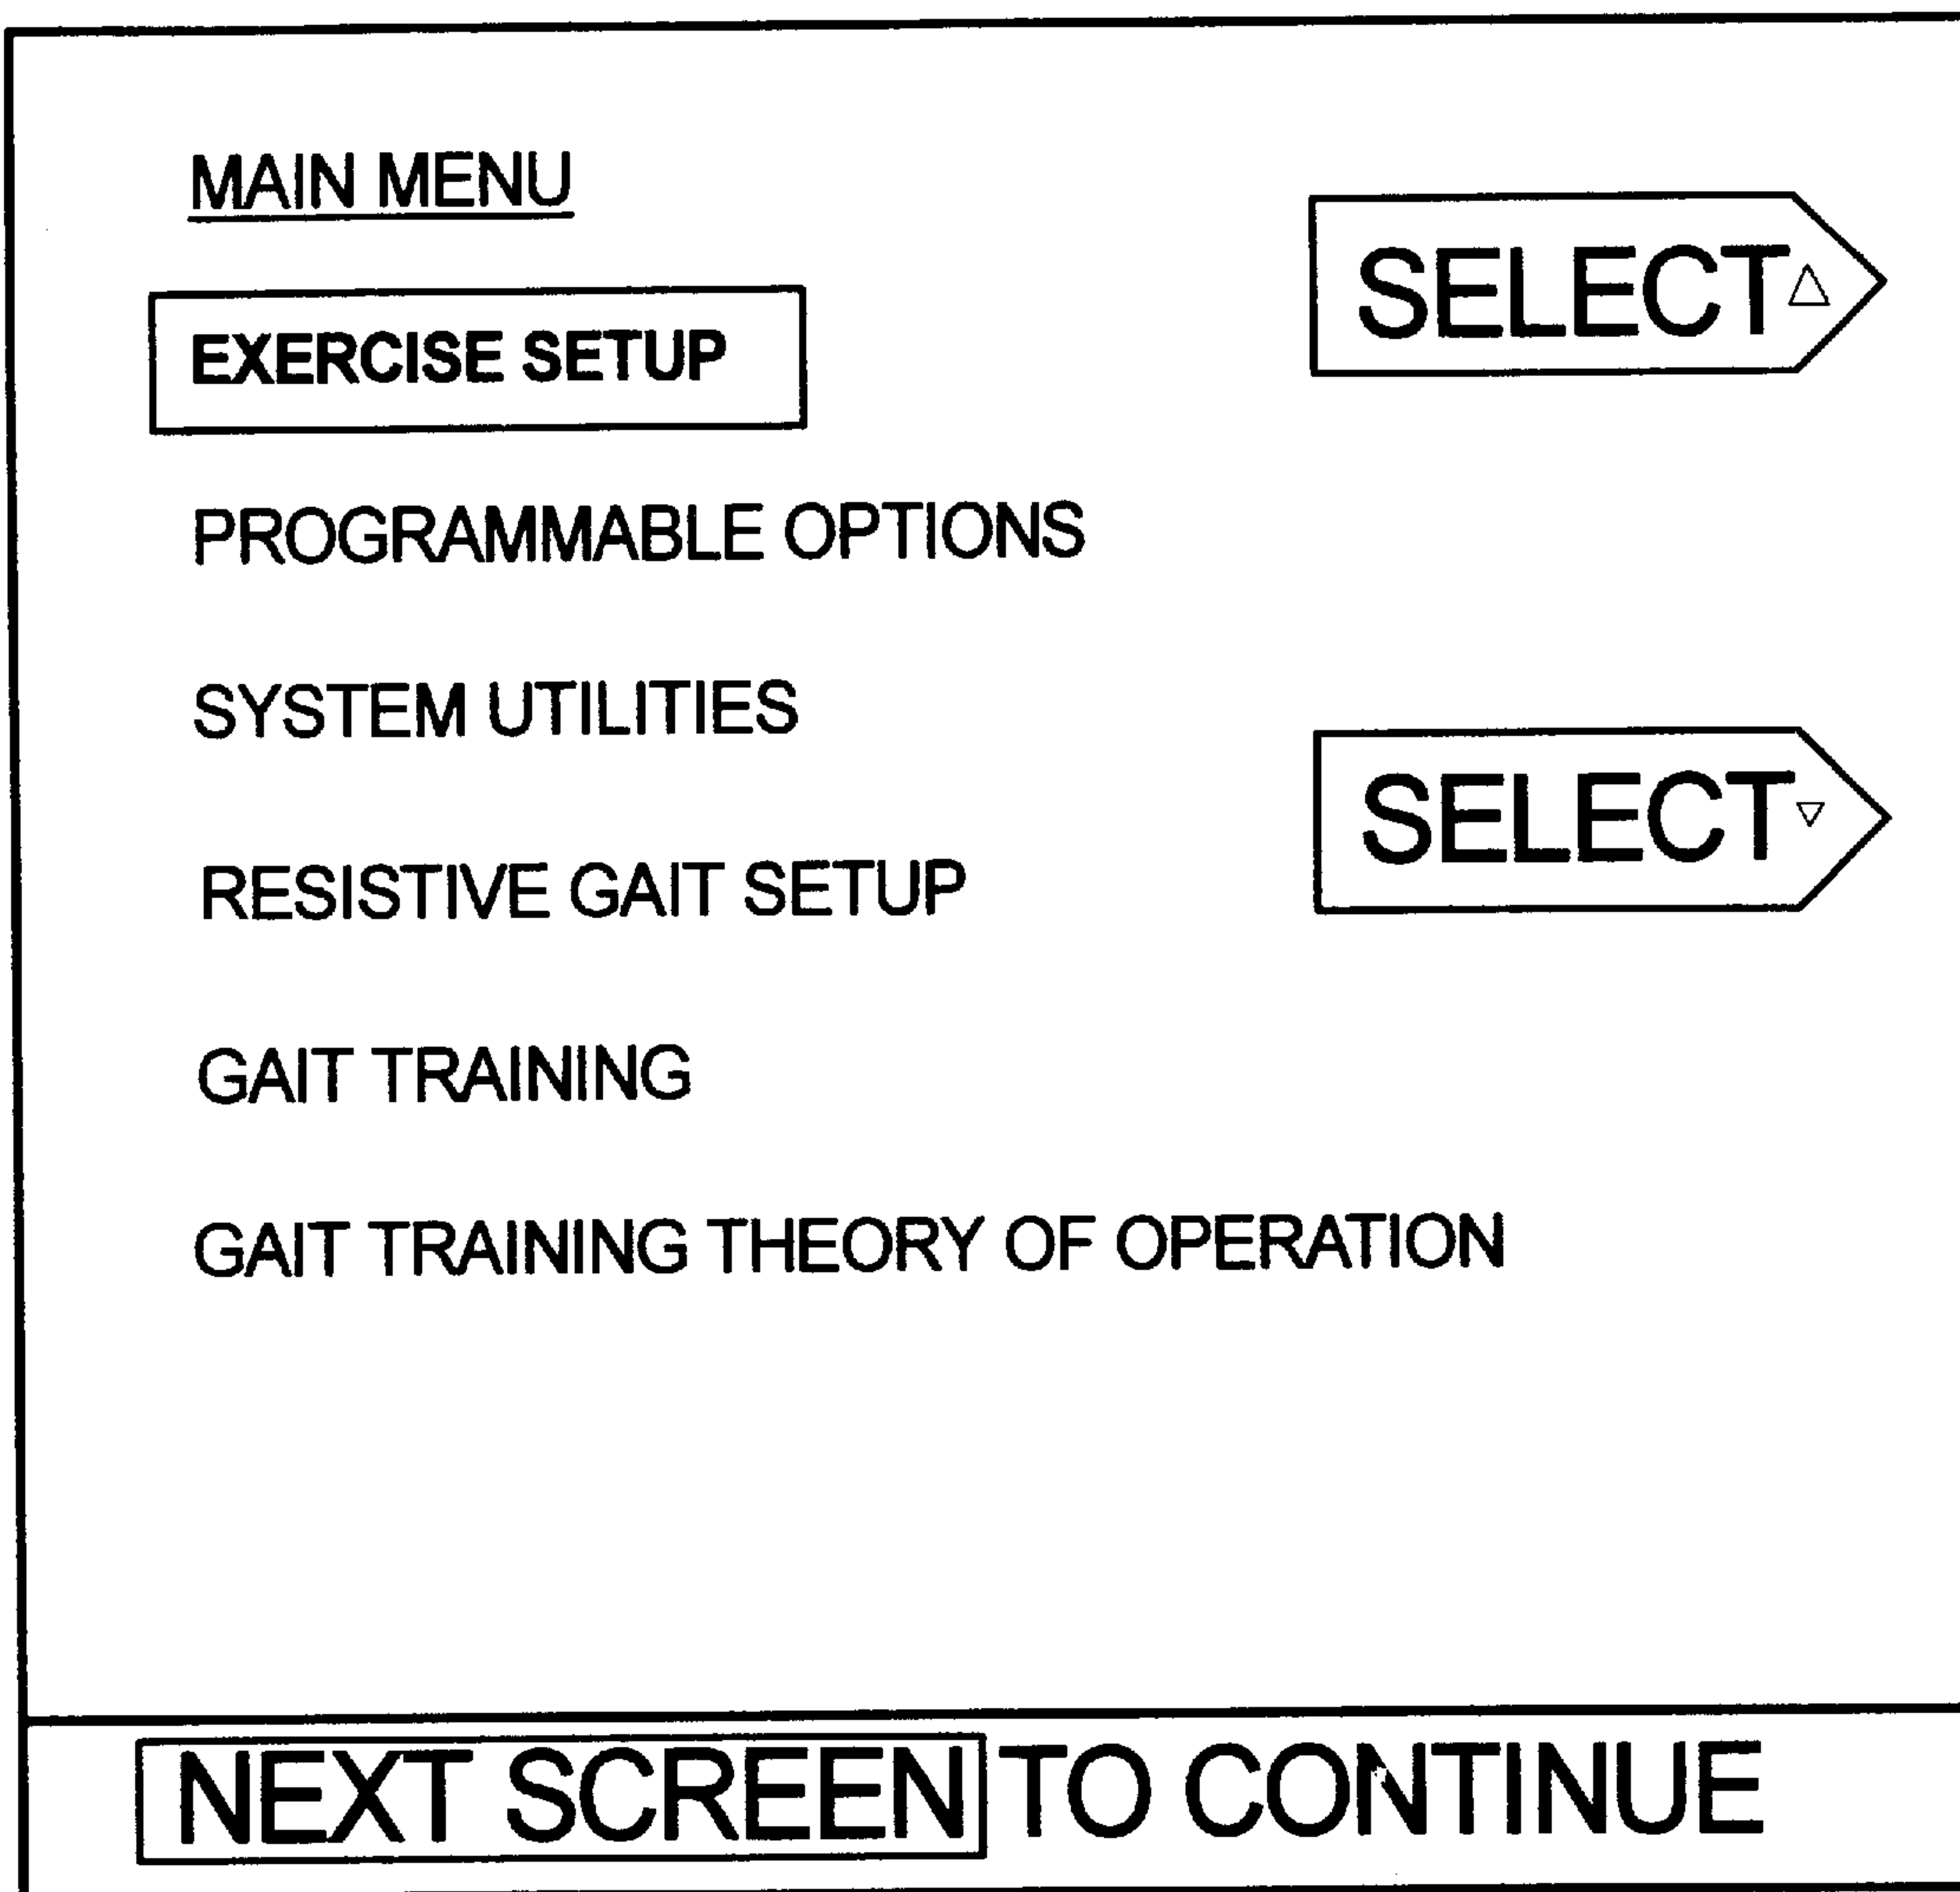 MAIN MENU
SELECT△
EXERCISE SETUP
PROGRAMMABLE OPTIONS
SYSTEM UTILITIES
SELECT▽
RESISTIVE GAIT SETUP
GAIT TRAINING
GAIT TRAINING THEORY OF OPERATION
NEXT SCREEN TO CONTINUE